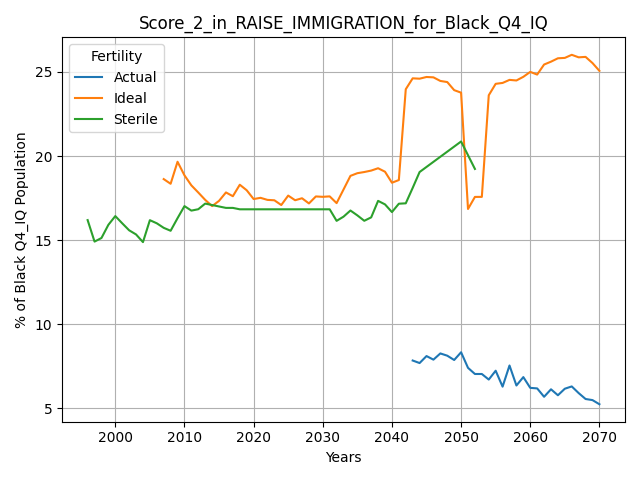 Score_2_in_RAISE_IMMIGRATION_for_Black_Q4_IQ
Fertility
Actual
Ideal
Sterile
% of Black Q4_IQ Population
25
20
15
10
5
2000 2010 2020 2030 2040 2050 2060 2070
Years